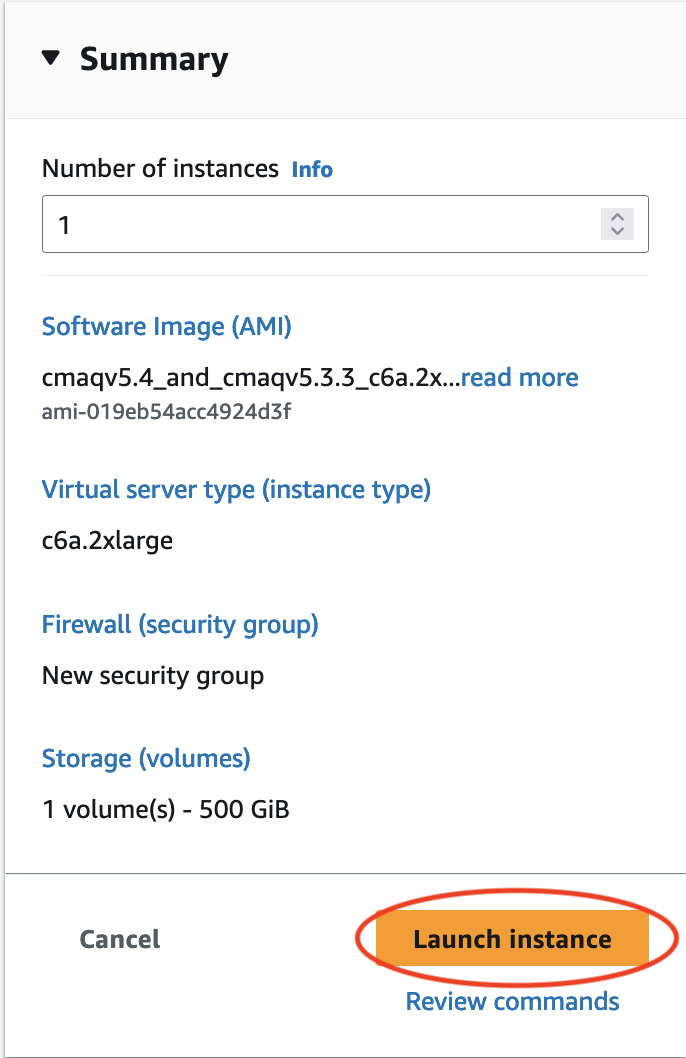 Summary
Number of instances Info
1
Software Image (AMI)
cmaqv5.4_and_cmaqv5.3.3_c6a.2x...read more
ami-019eb54acc4924d3f
Virtual server type (instance type)
c6a.2xlarge
Firewall (security group)
New security group
Storage (volumes)
1 volume(s) - 500 GiB
Cancel
Launch instance
Review commands